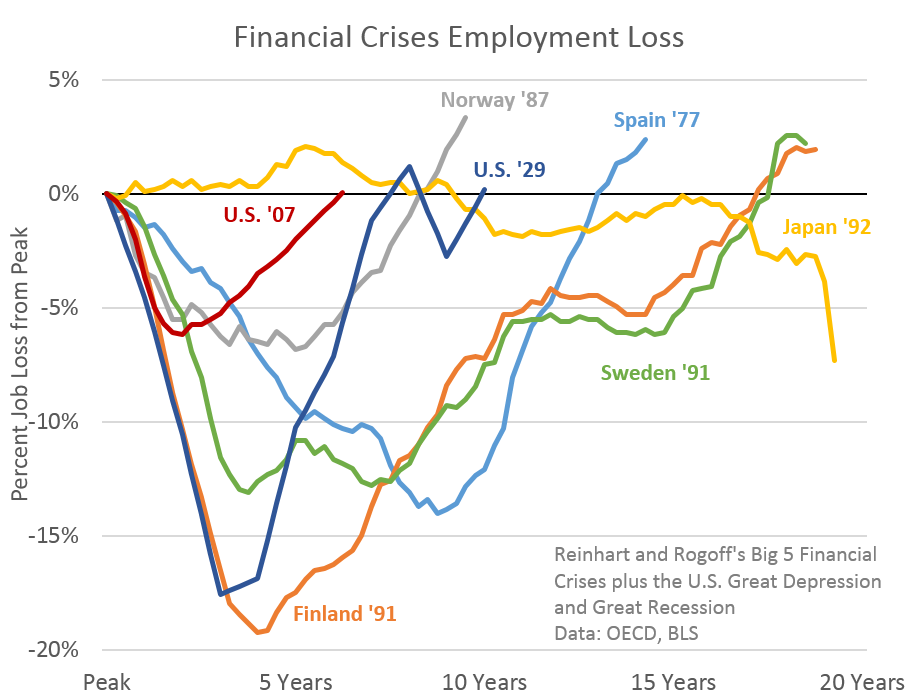 Financial Crises Employment Loss
5%
Norway '87
Spain '77
U.S. '29
0%
U.S. '07
Japan '92
Percent Job Loss from Peak
-5%
Sweden '91
-10%
-15%
Reinhart and Rogoff's Big 5 Financial
Crises plus the U.S. Great Depression
and Great Recession
Data: OECD, BLS
Finland '91
-20%
Peak
5 Years
10 Years
15 Years
20 Years